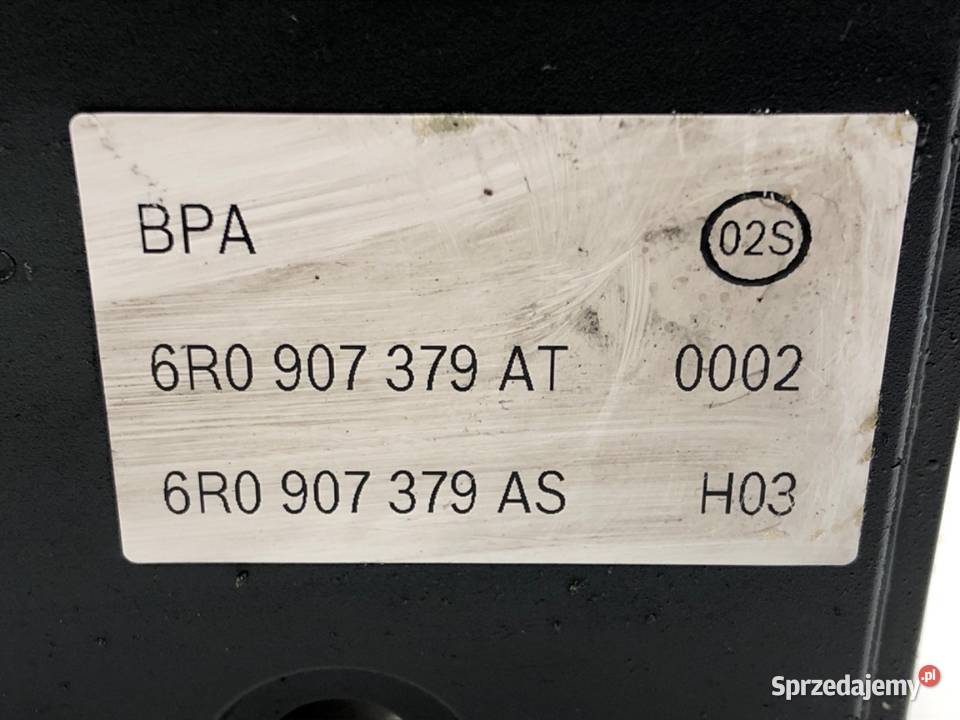 BPA 02S
6R0 907 379 AT 0002
6R0 907 379 AS H03
Sprzedajemy.pl